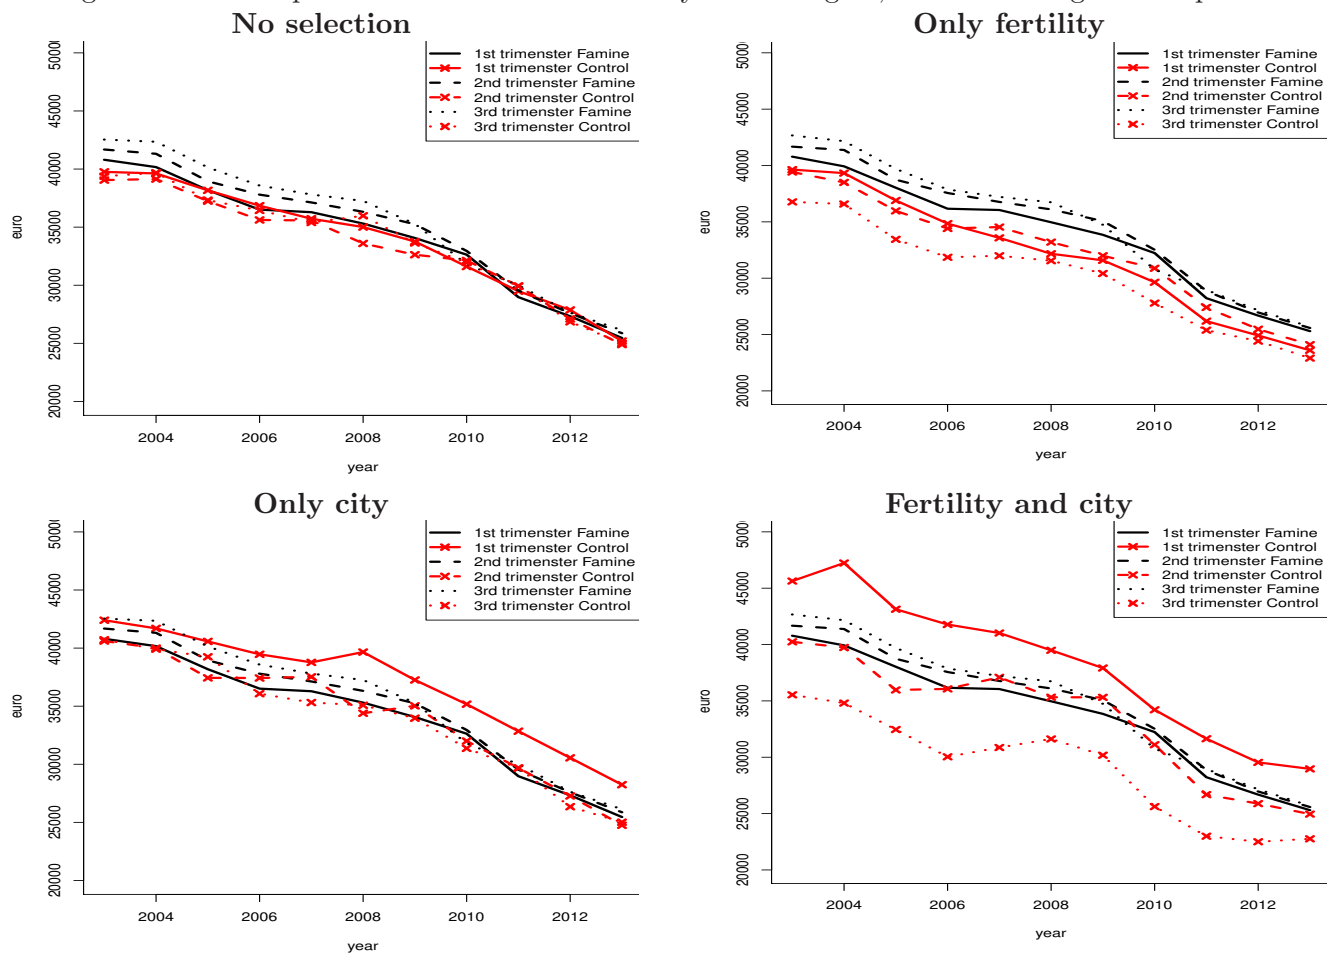 No selection
50000
45000
40000
35000
30000
25000
20000
euro
1st trimenster Famine
1st trimenster Control
2nd trimenster Famine
2nd trimenster Control
3rd trimenster Famine
3rd trimenster Control
2004 2006 2008 2010 2012
year
Only fertility
50000
45000
40000
35000
30000
25000
20000
euro
1st trimenster Famine
1st trimenster Control
2nd trimenster Famine
2nd trimenster Control
3rd trimenster Famine
3rd trimenster Control
2004 2006 2008 2010 2012
year
Only city
50000
45000
40000
35000
30000
25000
20000
euro
1st trimenster Famine
1st trimenster Control
2nd trimenster Famine
2nd trimenster Control
3rd trimenster Famine
3rd trimenster Control
2004 2006 2008 2010 2012
year
Fertility and city
50000
45000
40000
35000
30000
25000
20000
euro
1st trimenster Famine
1st trimenster Control
2nd trimenster Famine
2nd trimenster Control
3rd trimenster Famine
3rd trimenster Control
2004 2006 2008 2010 2012
year